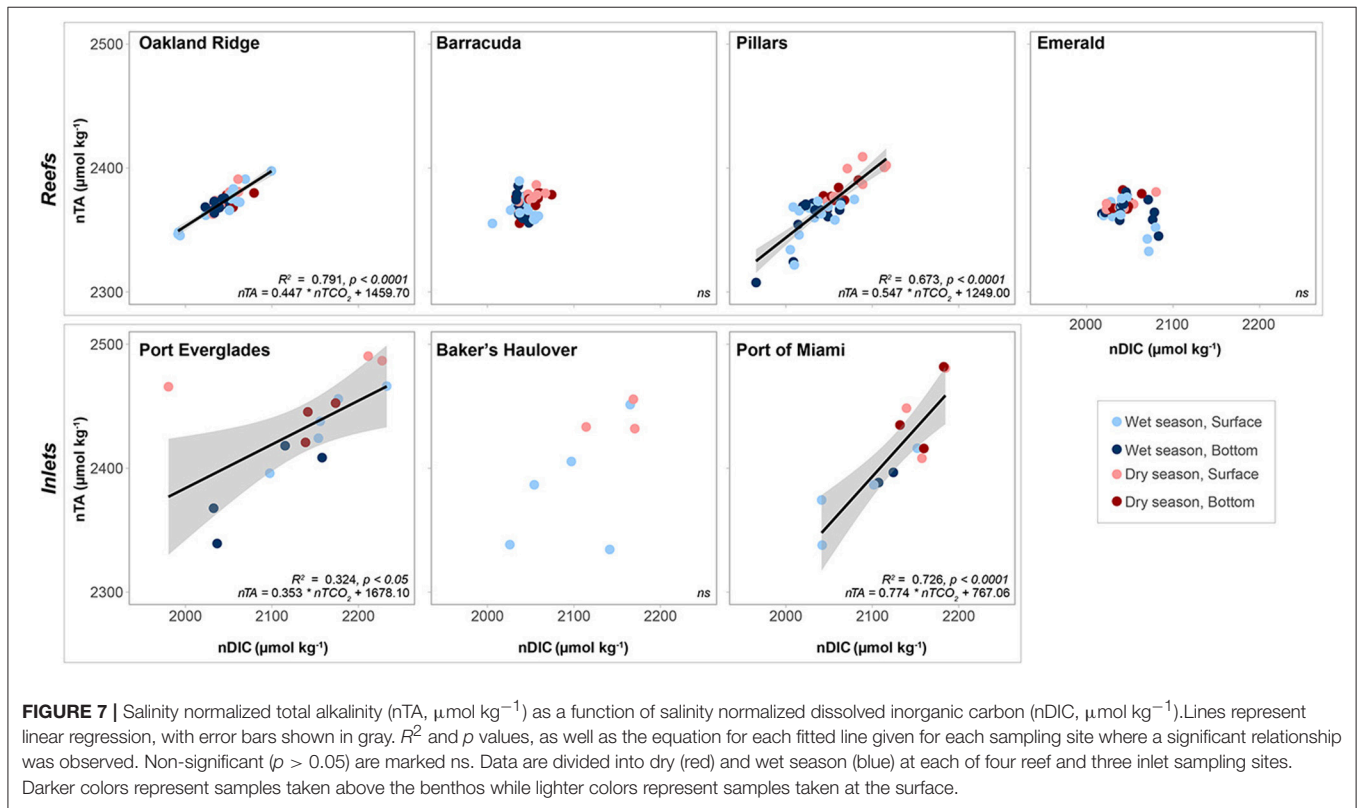 Reefs
Oakland Ridge
Barracuda
Pillars
Emerald
2500
2400
2300
nTA (µmol kg⁻¹)
R² = 0.791, p < 0.0001
nTA = 0.447 * nTCO₂ + 1459.70
ns
R² = 0.673, p < 0.0001
nTA = 0.547 * nTCO₂ + 1249.00
ns
2000 2100 2200
nDIC (µmol kg⁻¹)
Inlets
Port Everglades
Baker's Haulover
Port of Miami
2500
2400
2300
nTA (µmol kg⁻¹)
R² = 0.324, p < 0.05
nTA = 0.353 * nTCO₂ + 1678.10
ns
R² = 0.726, p < 0.0001
nTA = 0.774 * nTCO₂ + 767.06
2000 2100 2200
2000 2100 2200
2000 2100 2200
nDIC (µmol kg⁻¹)
nDIC (µmol kg⁻¹)
nDIC (µmol kg⁻¹)
Wet season, Surface
Wet season, Bottom
Dry season, Surface
Dry season, Bottom
FIGURE 7 | Salinity normalized total alkalinity (nTA, µmol kg⁻¹) as a function of salinity normalized dissolved inorganic carbon (nDIC, µmol kg⁻¹).Lines represent
linear regression, with error bars shown in gray. R² and p values, as well as the equation for each fitted line given for each sampling site where a significant relationship
was observed. Non-significant (p > 0.05) are marked ns. Data are divided into dry (red) and wet season (blue) at each of four reef and three inlet sampling sites.
Darker colors represent samples taken above the benthos while lighter colors represent samples taken at the surface.